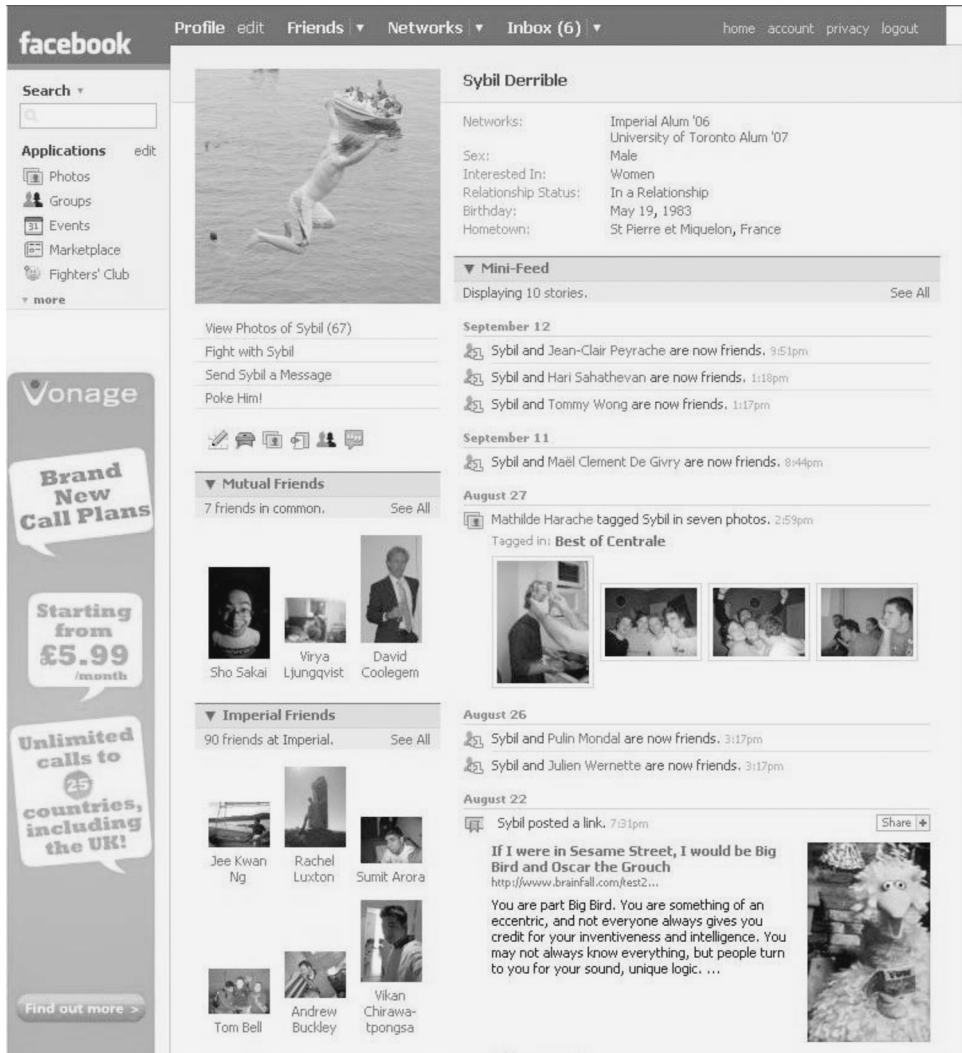 facebook
Profile edit Friends ▼ Networks ▼ Inbox (6) ▼ home account privacy logout
Search ▼
Applications edit
Photos
Groups
31 Events
Marketplace
Fighters' Club
▼ more
Vonage
Brand
New
Call Plans
Starting
from
£5.99
/month
Unlimited
calls to
25
countries,
including
the UK!
Find out more >
View Photos of Sybil (67)
Fight with Sybil
Send Sybil a Message
Poke Him!
▼ Mutual Friends
7 friends in common. See All
Sho Sakai
Virya
Ljungqvist
David
Coolegem
▼ Imperial Friends
90 friends at Imperial. See All
Jee Kwan
Ng
Rachel
Luxton
Sumit Arora
Tom Bell
Andrew
Buckley
Vikan
Chirawa-
tpongsa
Sybil Derrible
Networks: Imperial Alum '06
University of Toronto Alum '07
Sex: Male
Interested In: Women
Relationship Status: In a Relationship
Birthday: May 19, 1983
Hometown: St Pierre et Miquelon, France
▼ Mini-Feed
Displaying 10 stories. See All
September 12
Sybil and Jean-Clair Peyrache are now friends. 9:51pm
Sybil and Hari Sahathevan are now friends. 1:18pm
Sybil and Tommy Wong are now friends. 1:17pm
September 11
Sybil and Maël Clement De Givry are now friends. 8:44pm
August 27
Mathilde Harache tagged Sybil in seven photos. 2:59pm
Tagged in: Best of Centrale
August 26
Sybil and Pulin Mondal are now friends. 3:17pm
Sybil and Julien Wernette are now friends. 3:17pm
August 22
Sybil posted a link. 7:31pm Share +
If I were in Sesame Street, I would be Big
Bird and Oscar the Grouch
http://www.brainfall.com/test2...
You are part Big Bird. You are something of an
eccentric, and not everyone always gives you
credit for your inventiveness and intelligence. You
may not always know everything, but people turn
to you for your sound, unique logic. ...